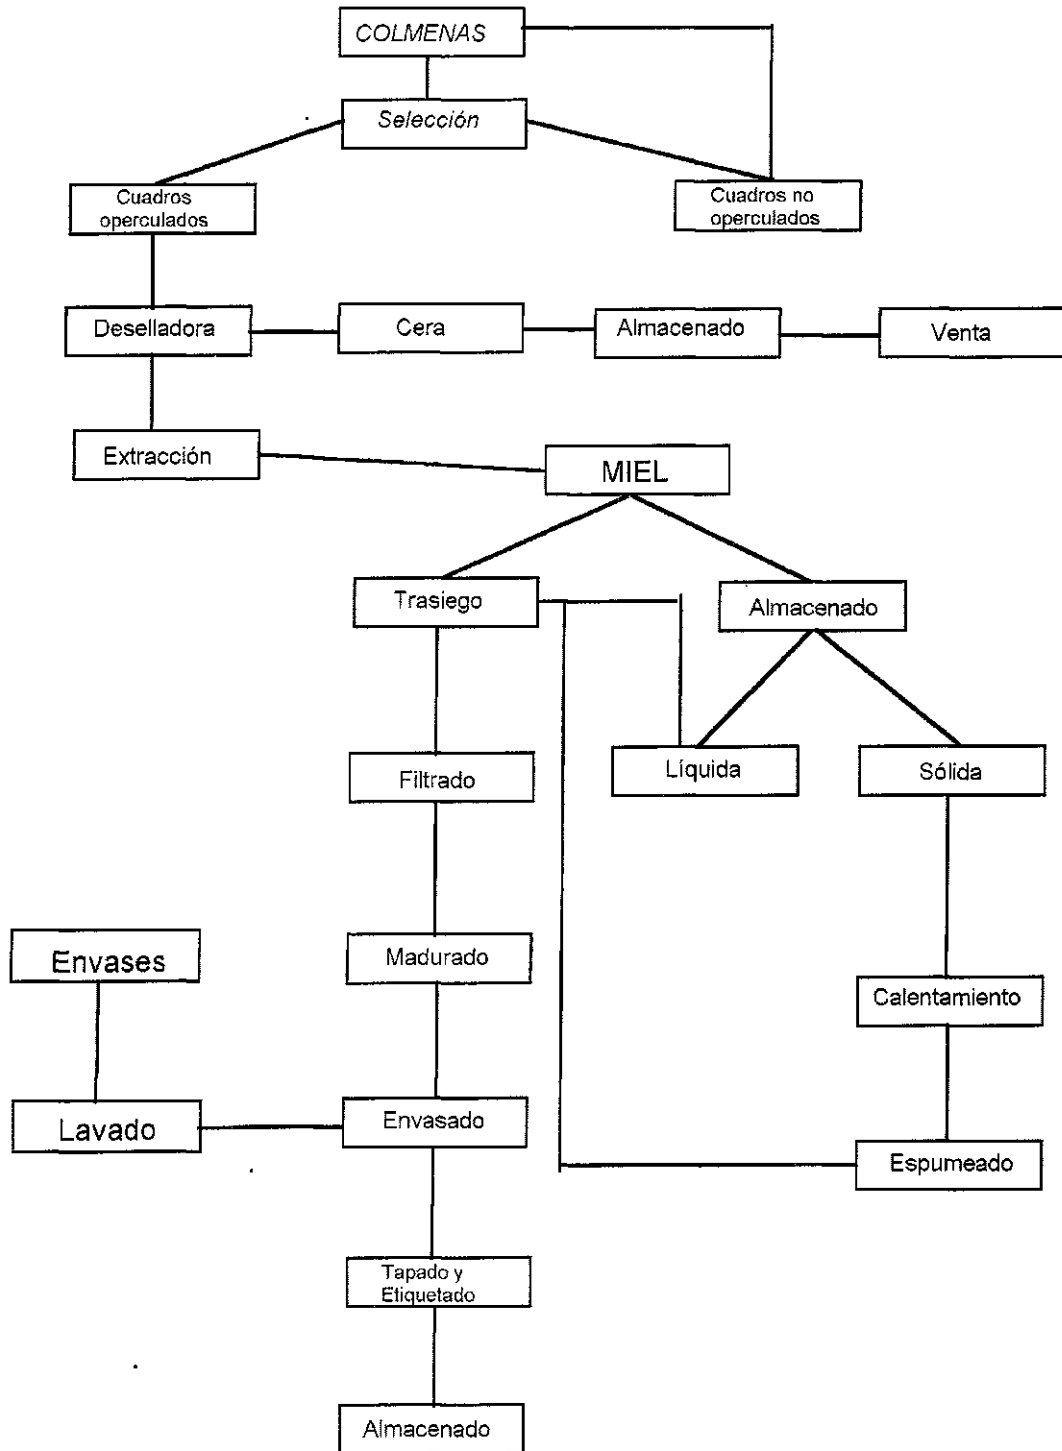 COLMENAS
Selección
Cuadros
operculados
Cuadros no
operculados
Deselladora
Cera
Almacenado
Venta
Extracción
MIEL
Trasiego
Almacenado
Filtrado
Líquida
Sólida
Envases
Madurado
Calentamiento
Lavado
Envasado
Espumeado
Tapado y
Etiquetado
Almacenado